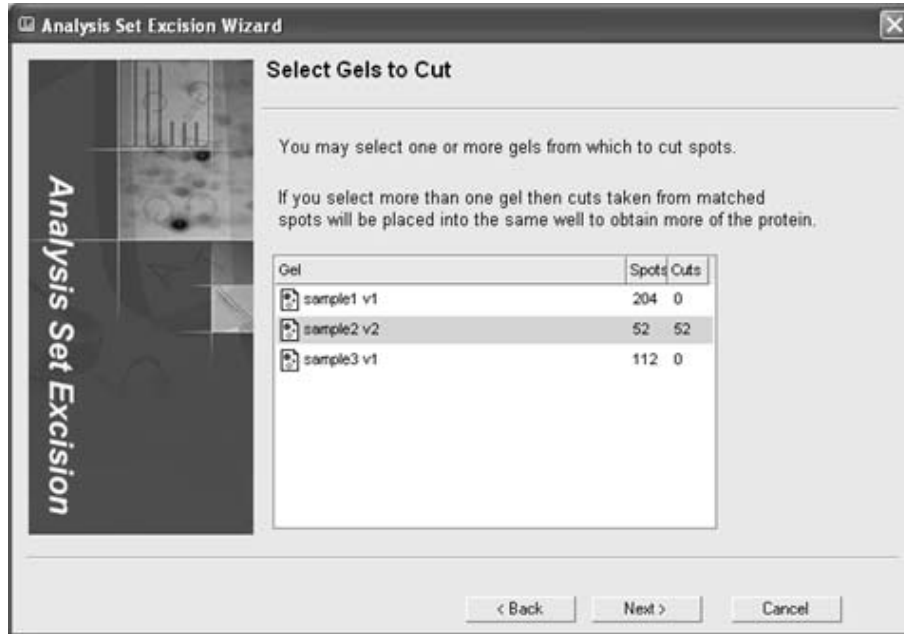 Analysis Set Excision Wizard
Analysis Set Excision
Select Gels to Cut
You may select one or more gels from which to cut spots.
If you select more than one gel then cuts taken from matched
spots will be placed into the same well to obtain more of the protein.
Gel Spots Cuts
sample1 v1 204 0
sample2 v2 52 52
sample3 v1 112 0
< Back Next > Cancel